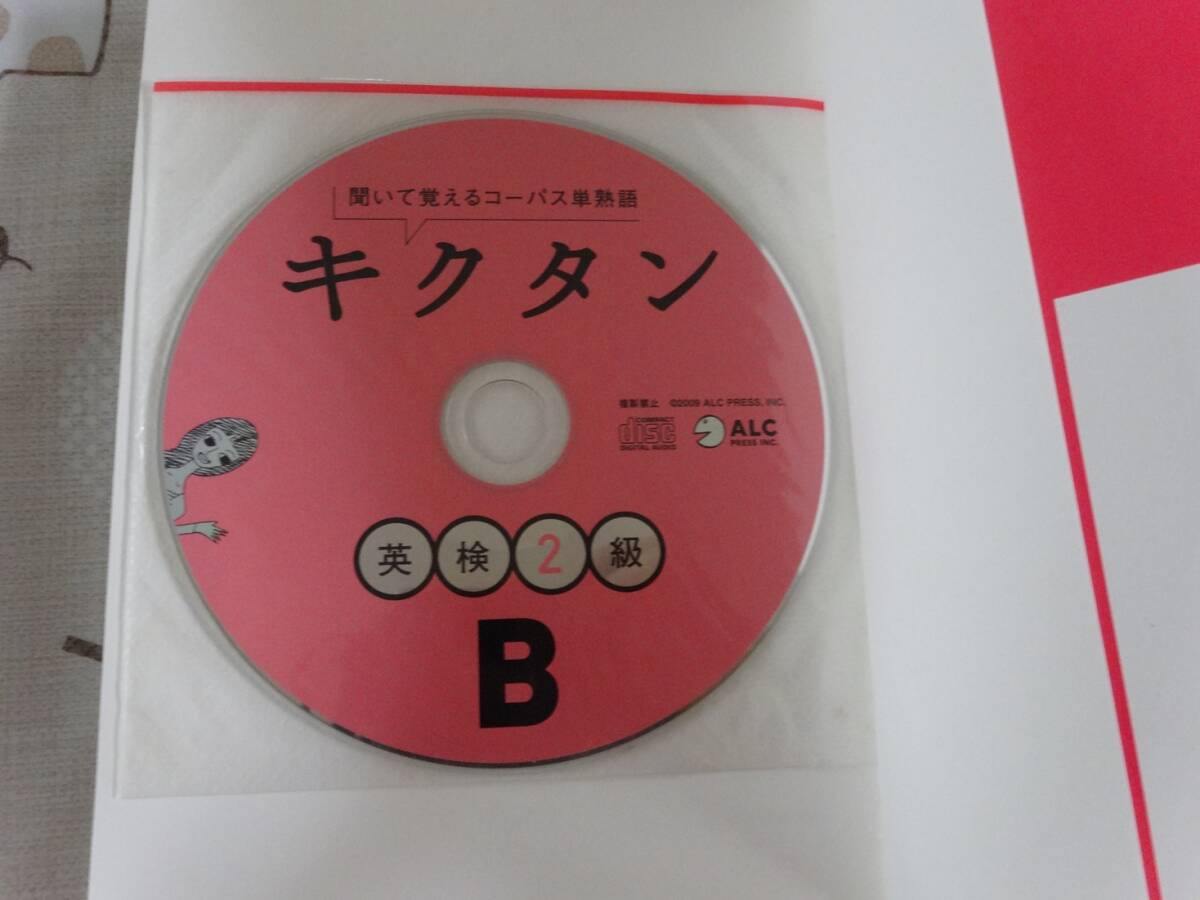 聞いて覚えるコーパス単熟語
キクタン
複製禁止 ©2009 ALC PRESS, INC.
COMPACT
disc
DIGITAL AUDIO
ALC
PRESS INC.
英検2級
B